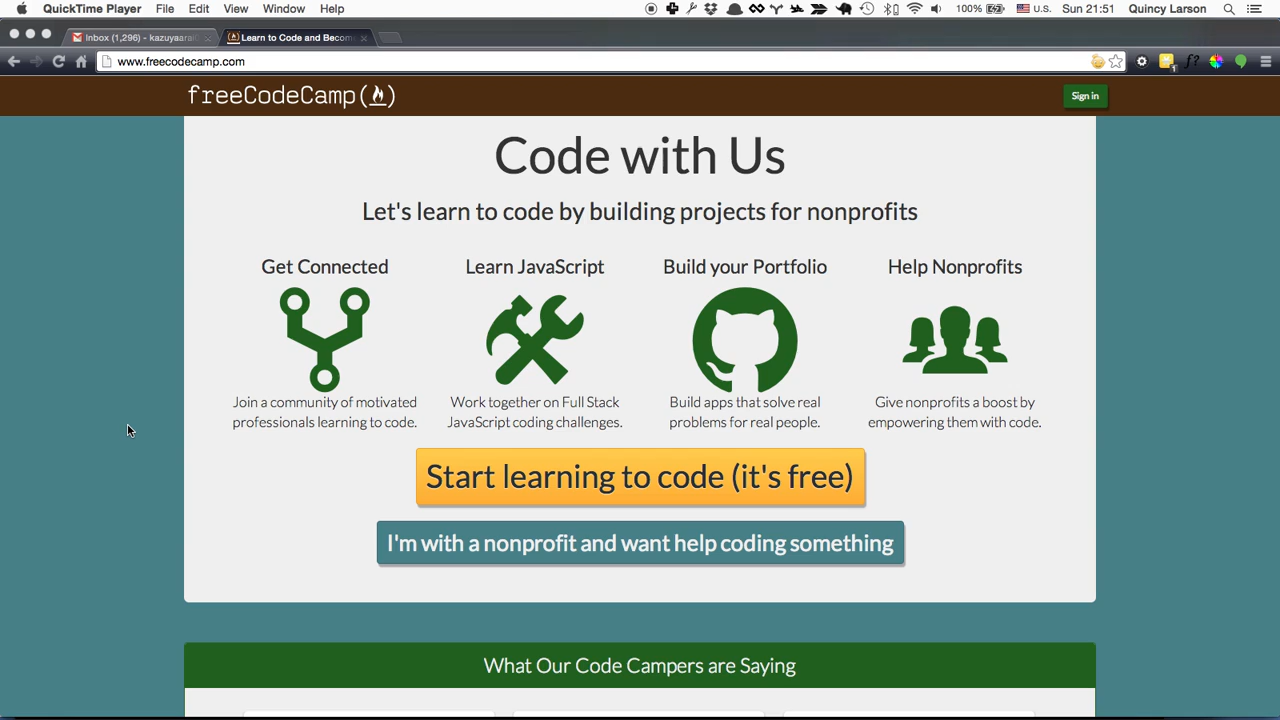 QuickTime Player File Edit View Window Help 100% U.S. Sun 21:51 Quincy Larson
Learn to Code and Becom
www.freecodecamp.com
freeCodeCamp Sign in
Code with Us
Let's learn to code by building projects for nonprofits
Get Connected
Join a community of motivated
professionals learning to code.
Learn JavaScript
Work together on Full Stack
JavaScript coding challenges.
Build your Portfolio
Build apps that solve real
problems for real people.
Help Nonprofits
Give nonprofits a boost by
empowering them with code.
Start learning to code (it's free)
I'm with a nonprofit and want help coding something
What Our Code Campers are Saying